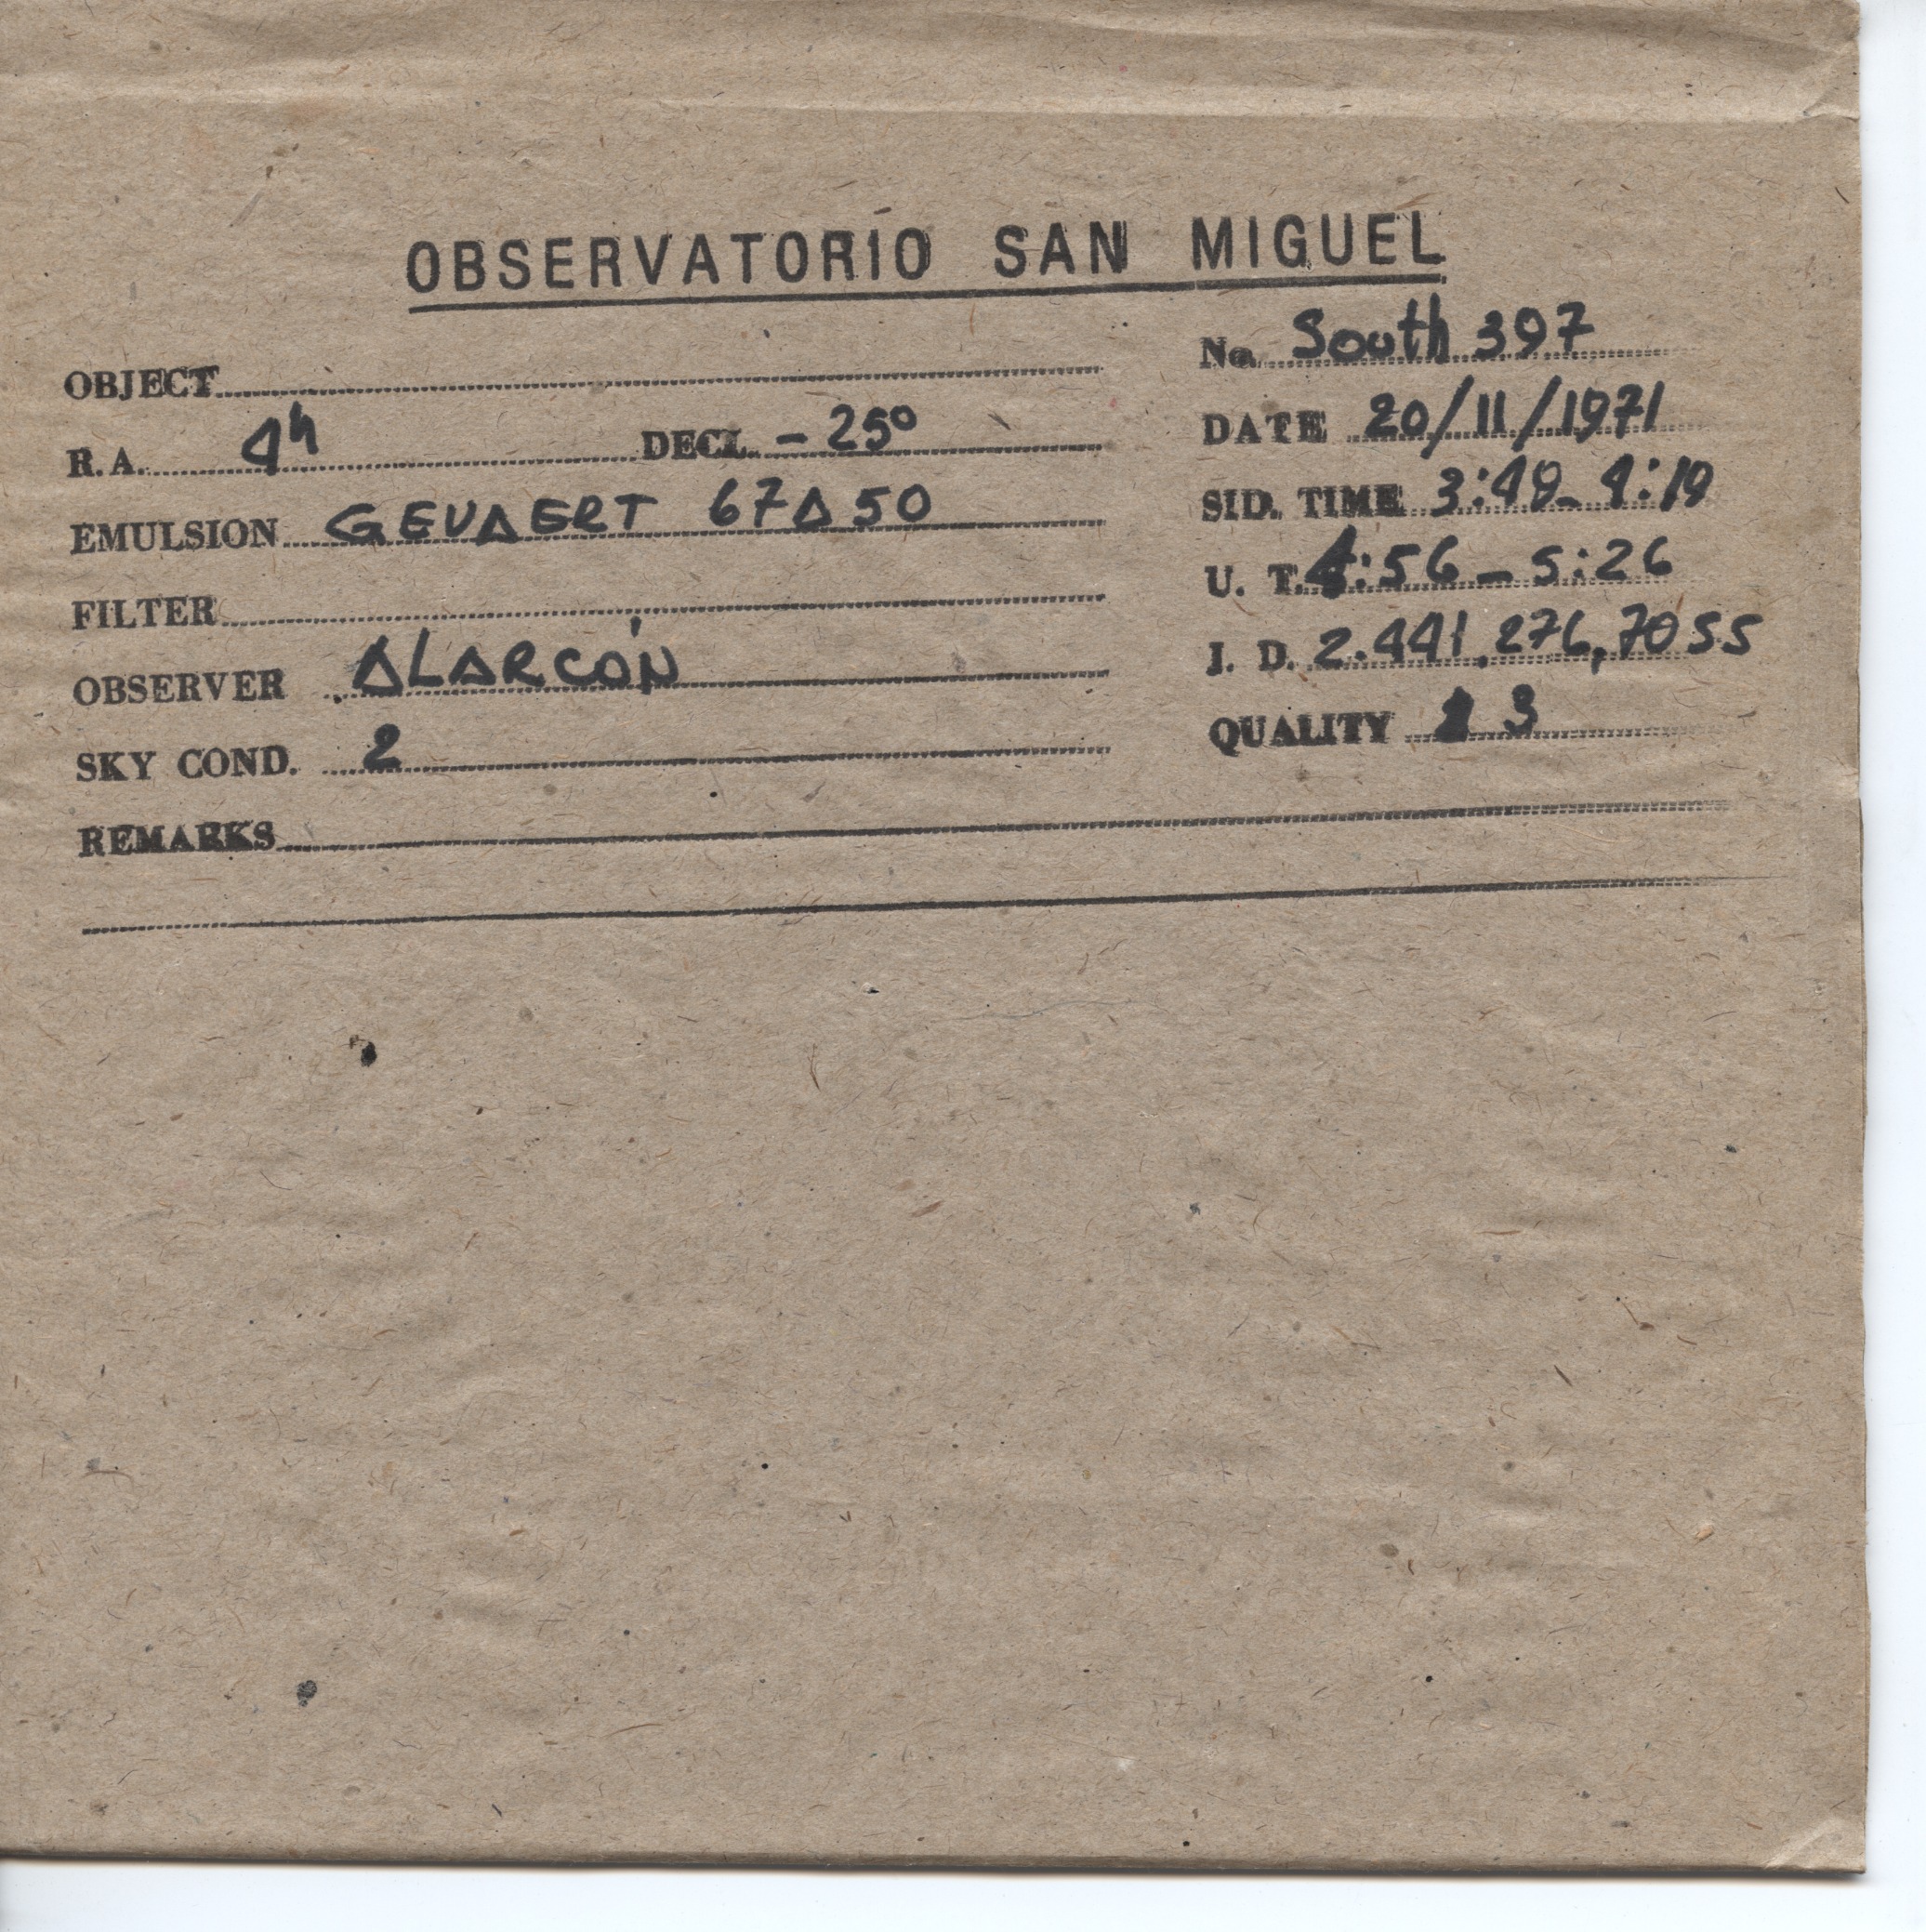 OBSERVATORIO SAN MIGUEL
No. South 397
OBJECT
DATE 20/11/1971
R.A. 4h DECL. - 25°
SID. TIME 3:49 - 4:19
EMULSION GEVAERT 67A50
U. T. 4:56 - 5:26
FILTER
J. D. 2.441,276,7055
OBSERVER ALARCÓN
QUALITY 3
SKY COND. 2
REMARKS